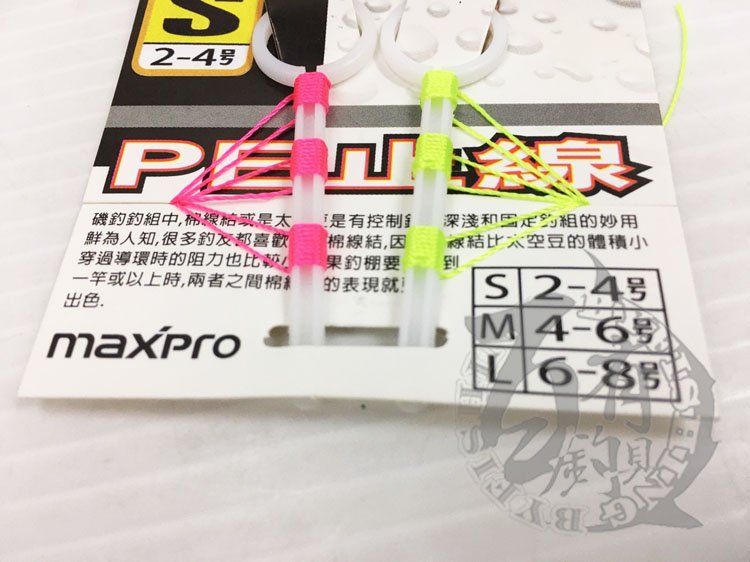 S
2-4号
PE止線
磯釣釣組中,棉線結或是太 豆是有控制 深淺和固定釣組的妙用
鮮為人知,很多釣友都喜歡 棉線結,因 線結比太空豆的體積小
穿過導環時的阻力也比較小 果釣棚要 到
一竿或以上時,兩者之間棉線 的表現就
出色.
maxpro
S 2-4号
M 4-6号
L 6-8号